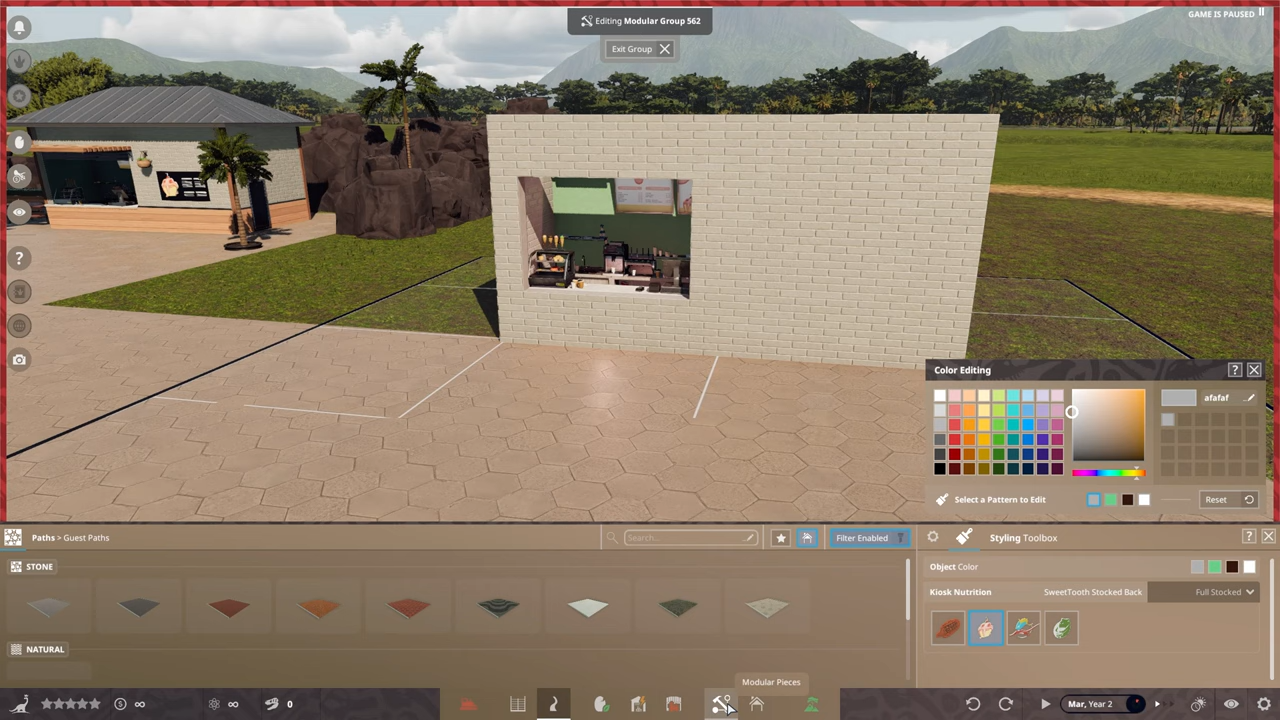 Editing Modular Group 562
GAME IS PAUSED
Exit Group
Color Editing
?
afafaf
Select a Pattern to Edit
Reset
Paths > Guest Paths
Search...
Filter Enabled
Styling Toolbox
?
STONE
Object Color
Kiosk Nutrition
SweetTooth Stocked Back
Full Stocked
NATURAL
Modular Pieces
∞
∞
0
Mar, Year 2
?